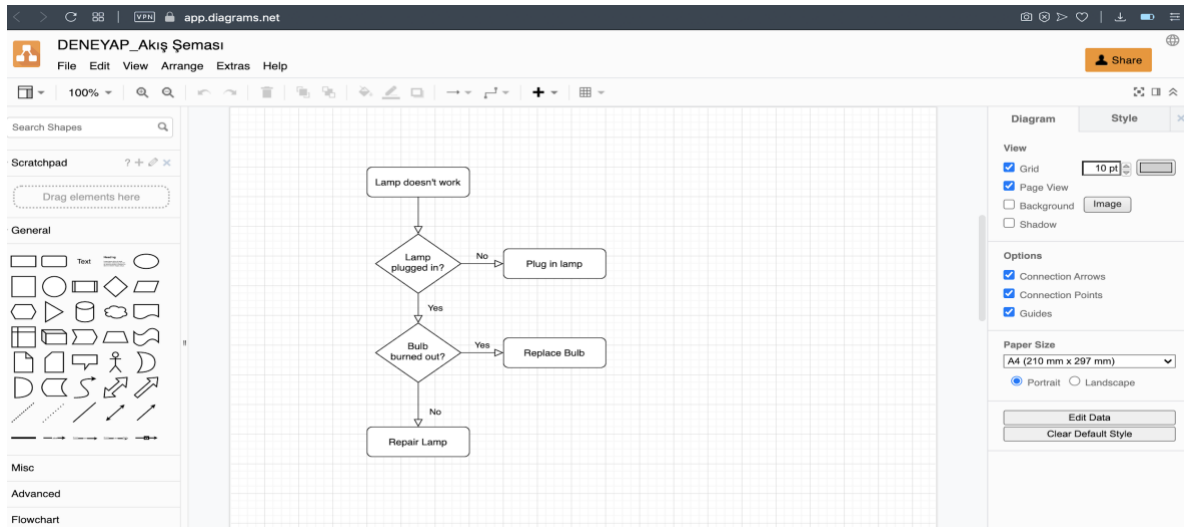 VPN app.diagrams.net
DENEYAP_Akış Şeması
File Edit View Arrange Extras Help
Share
100%
Search Shapes
Scratchpad
?
Drag elements here
General
Text
Misc
Advanced
Flowchart
Lamp doesn't work
Lamp
plugged in?
No
Plug in lamp
Yes
Bulb
burned out?
Yes
Replace Bulb
No
Repair Lamp
Diagram Style
View
Grid 10 pt
Page View
Background Image
Shadow
Options
Connection Arrows
Connection Points
Guides
Paper Size
A4 (210 mm x 297 mm)
Portrait Landscape
Edit Data
Clear Default Style